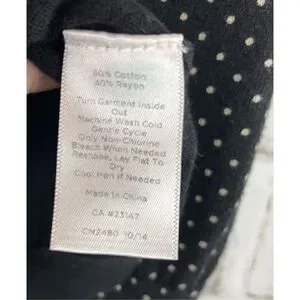 60% Cotton
40% Rayon
Turn Garment Inside
Out
Machine Wash Cold
Gentle Cycle
Only Non-Chlorine
Bleach When Needed
Reshape, Lay Flat To
Dry
Cool Iron if Needed
Made In China
CA #23147
CN2480 10/14